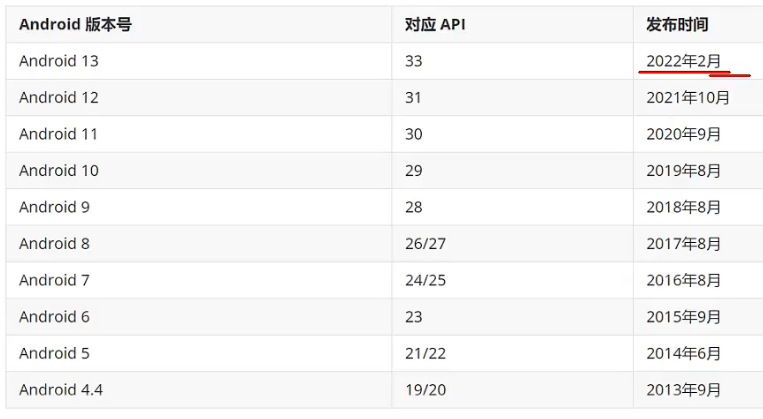 Android 版本号 对应 API 发布时间
Android 13 33 2022年2月
Android 12 31 2021年10月
Android 11 30 2020年9月
Android 10 29 2019年8月
Android 9 28 2018年8月
Android 8 26/27 2017年8月
Android 7 24/25 2016年8月
Android 6 23 2015年9月
Android 5 21/22 2014年6月
Android 4.4 19/20 2013年9月